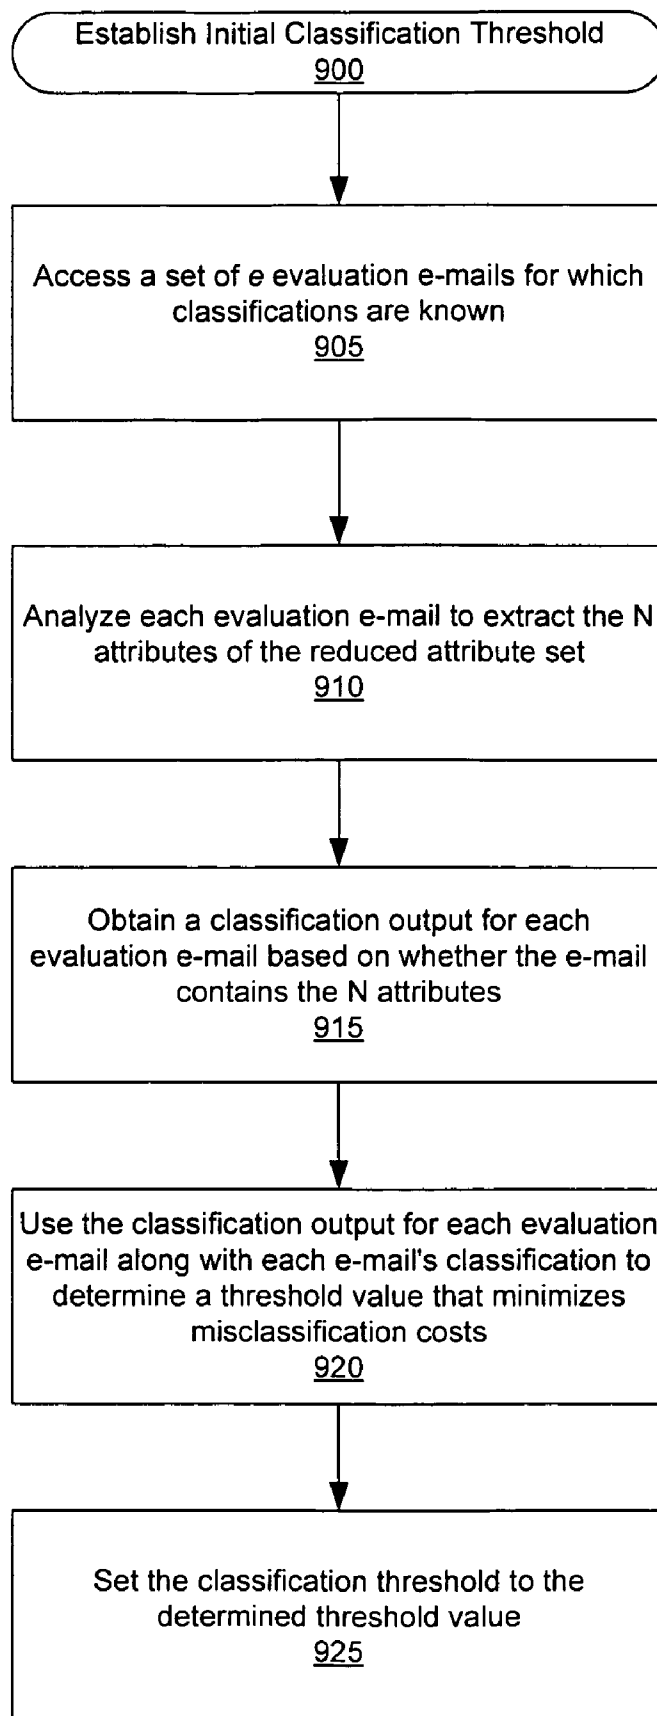 Establish Initial Classification Threshold
900
Access a set of e evaluation e-mails for which
classifications are known
905
Analyze each evaluation e-mail to extract the N
attributes of the reduced attribute set
910
Obtain a classification output for each
evaluation e-mail based on whether the e-mail
contains the N attributes
915
Use the classification output for each evaluation
e-mail along with each e-mail's classification to
determine a threshold value that minimizes
misclassification costs
920
Set the classification threshold to the
determined threshold value
925